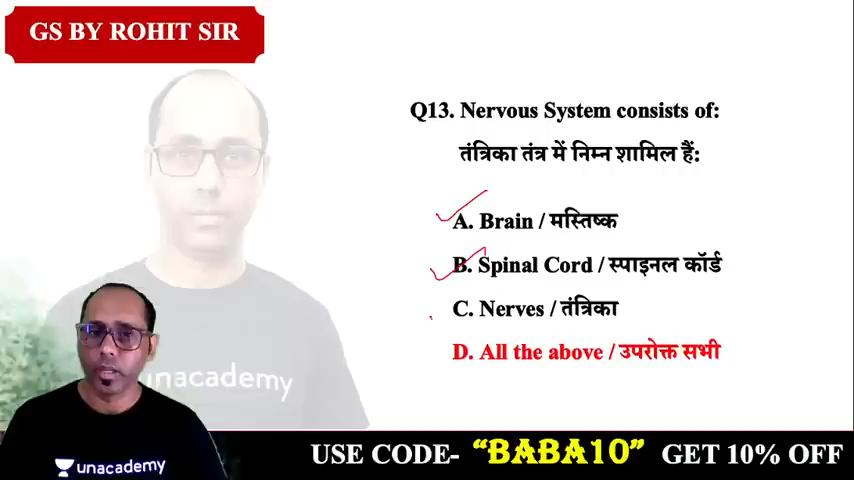 GS BY ROHIT SIR
Q13. Nervous System consists of:
तंत्रिका तंत्र में निम्न शामिल हैं:
A. Brain / मस्तिष्क
B. Spinal Cord / स्पाइनल कॉर्ड
C. Nerves / तंत्रिका
D. All the above / उपरोक्त सभी
unacademy
unacademy
USE CODE- “BABA10” GET 10% OFF